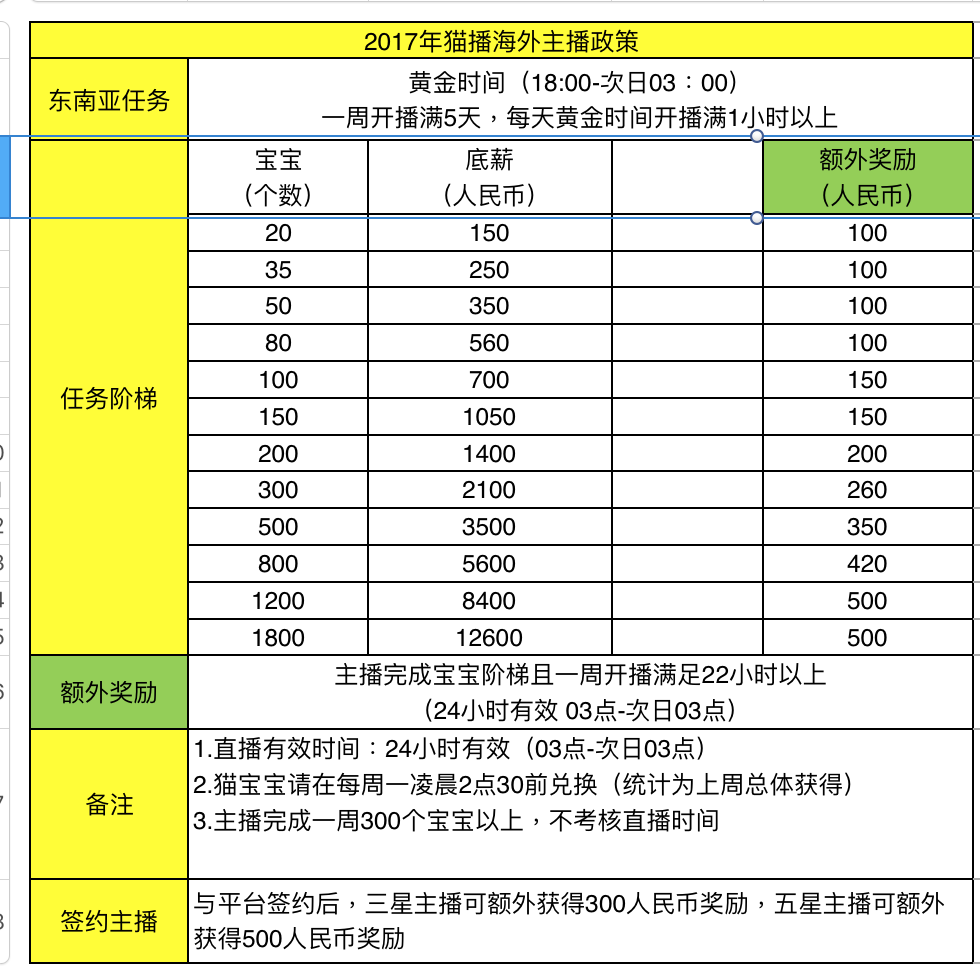 2017年猫播海外主播政策
东南亚任务
黄金时间（18:00-次日03：00）
一周开播满5天，每天黄金时间开播满1小时以上
宝宝
（个数）
底薪
（人民币）
额外奖励
（人民币）
任务阶梯
20 150 100
35 250 100
50 350 100
80 560 100
100 700 150
150 1050 150
200 1400 200
300 2100 260
500 3500 350
800 5600 420
1200 8400 500
1800 12600 500
额外奖励
主播完成宝宝阶梯且一周开播满足22小时以上
（24小时有效 03点-次日03点）
备注
1.直播有效时间：24小时有效（03点-次日03点）
2.猫宝宝请在每周一凌晨2点30前兑换（统计为上周总体获得）
3.主播完成一周300个宝宝以上，不考核直播时间
签约主播
与平台签约后，三星主播可额外获得300人民币奖励，五星主播可额外
获得500人民币奖励